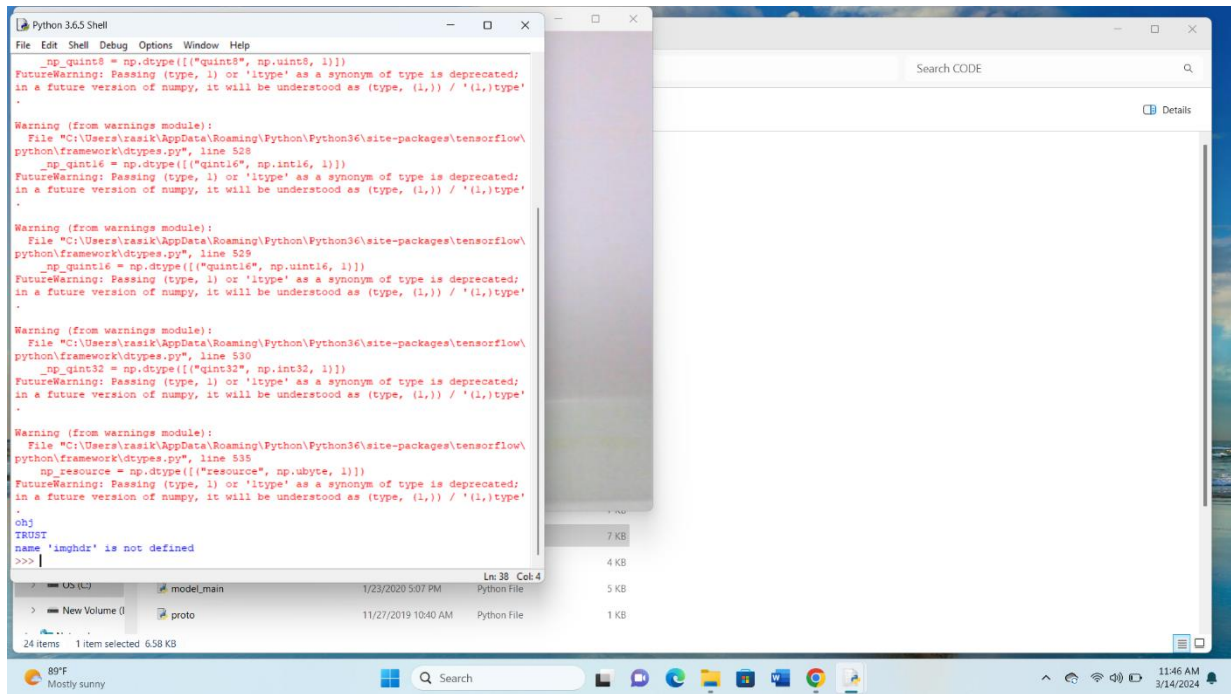 Python 3.6.5 Shell
File Edit Shell Debug Options Window Help
_np_quint8 = np.dtype([("quint8", np.uint8, 1)])
FutureWarning: Passing (type, 1) or '1type' as a synonym of type is deprecated;
in a future version of numpy, it will be understood as (type, (1,)) / '(1,)type'
.
Warning (from warnings module):
File "C:\Users\rasik\AppData\Roaming\Python\Python36\site-packages\tensorflow\
python\framework\dtypes.py", line 528
_np_qint16 = np.dtype([("qint16", np.int16, 1)])
FutureWarning: Passing (type, 1) or '1type' as a synonym of type is deprecated;
in a future version of numpy, it will be understood as (type, (1,)) / '(1,)type'
.
Warning (from warnings module):
File "C:\Users\rasik\AppData\Roaming\Python\Python36\site-packages\tensorflow\
python\framework\dtypes.py", line 529
_np_quint16 = np.dtype([("quint16", np.uint16, 1)])
FutureWarning: Passing (type, 1) or '1type' as a synonym of type is deprecated;
in a future version of numpy, it will be understood as (type, (1,)) / '(1,)type'
.
Warning (from warnings module):
File "C:\Users\rasik\AppData\Roaming\Python\Python36\site-packages\tensorflow\
python\framework\dtypes.py", line 530
_np_qint32 = np.dtype([("qint32", np.int32, 1)])
FutureWarning: Passing (type, 1) or '1type' as a synonym of type is deprecated;
in a future version of numpy, it will be understood as (type, (1,)) / '(1,)type'
.
Warning (from warnings module):
File "C:\Users\rasik\AppData\Roaming\Python\Python36\site-packages\tensorflow\
python\framework\dtypes.py", line 535
np_resource = np.dtype([("resource", np.ubyte, 1)])
FutureWarning: Passing (type, 1) or '1type' as a synonym of type is deprecated;
in a future version of numpy, it will be understood as (type, (1,)) / '(1,)type'
.
ohj
TRUST
name 'imghdr' is not defined
>>>
Ln: 38 Col: 4
Search CODE
Details
7 KB
4 KB
OS (C:)
model_main 1/23/2020 5:07 PM Python File 5 KB
New Volume (I
proto 11/27/2019 10:40 AM Python File 1 KB
24 items 1 item selected 6.58 KB
89°F
Mostly sunny
Search
11:46 AM
3/14/2024